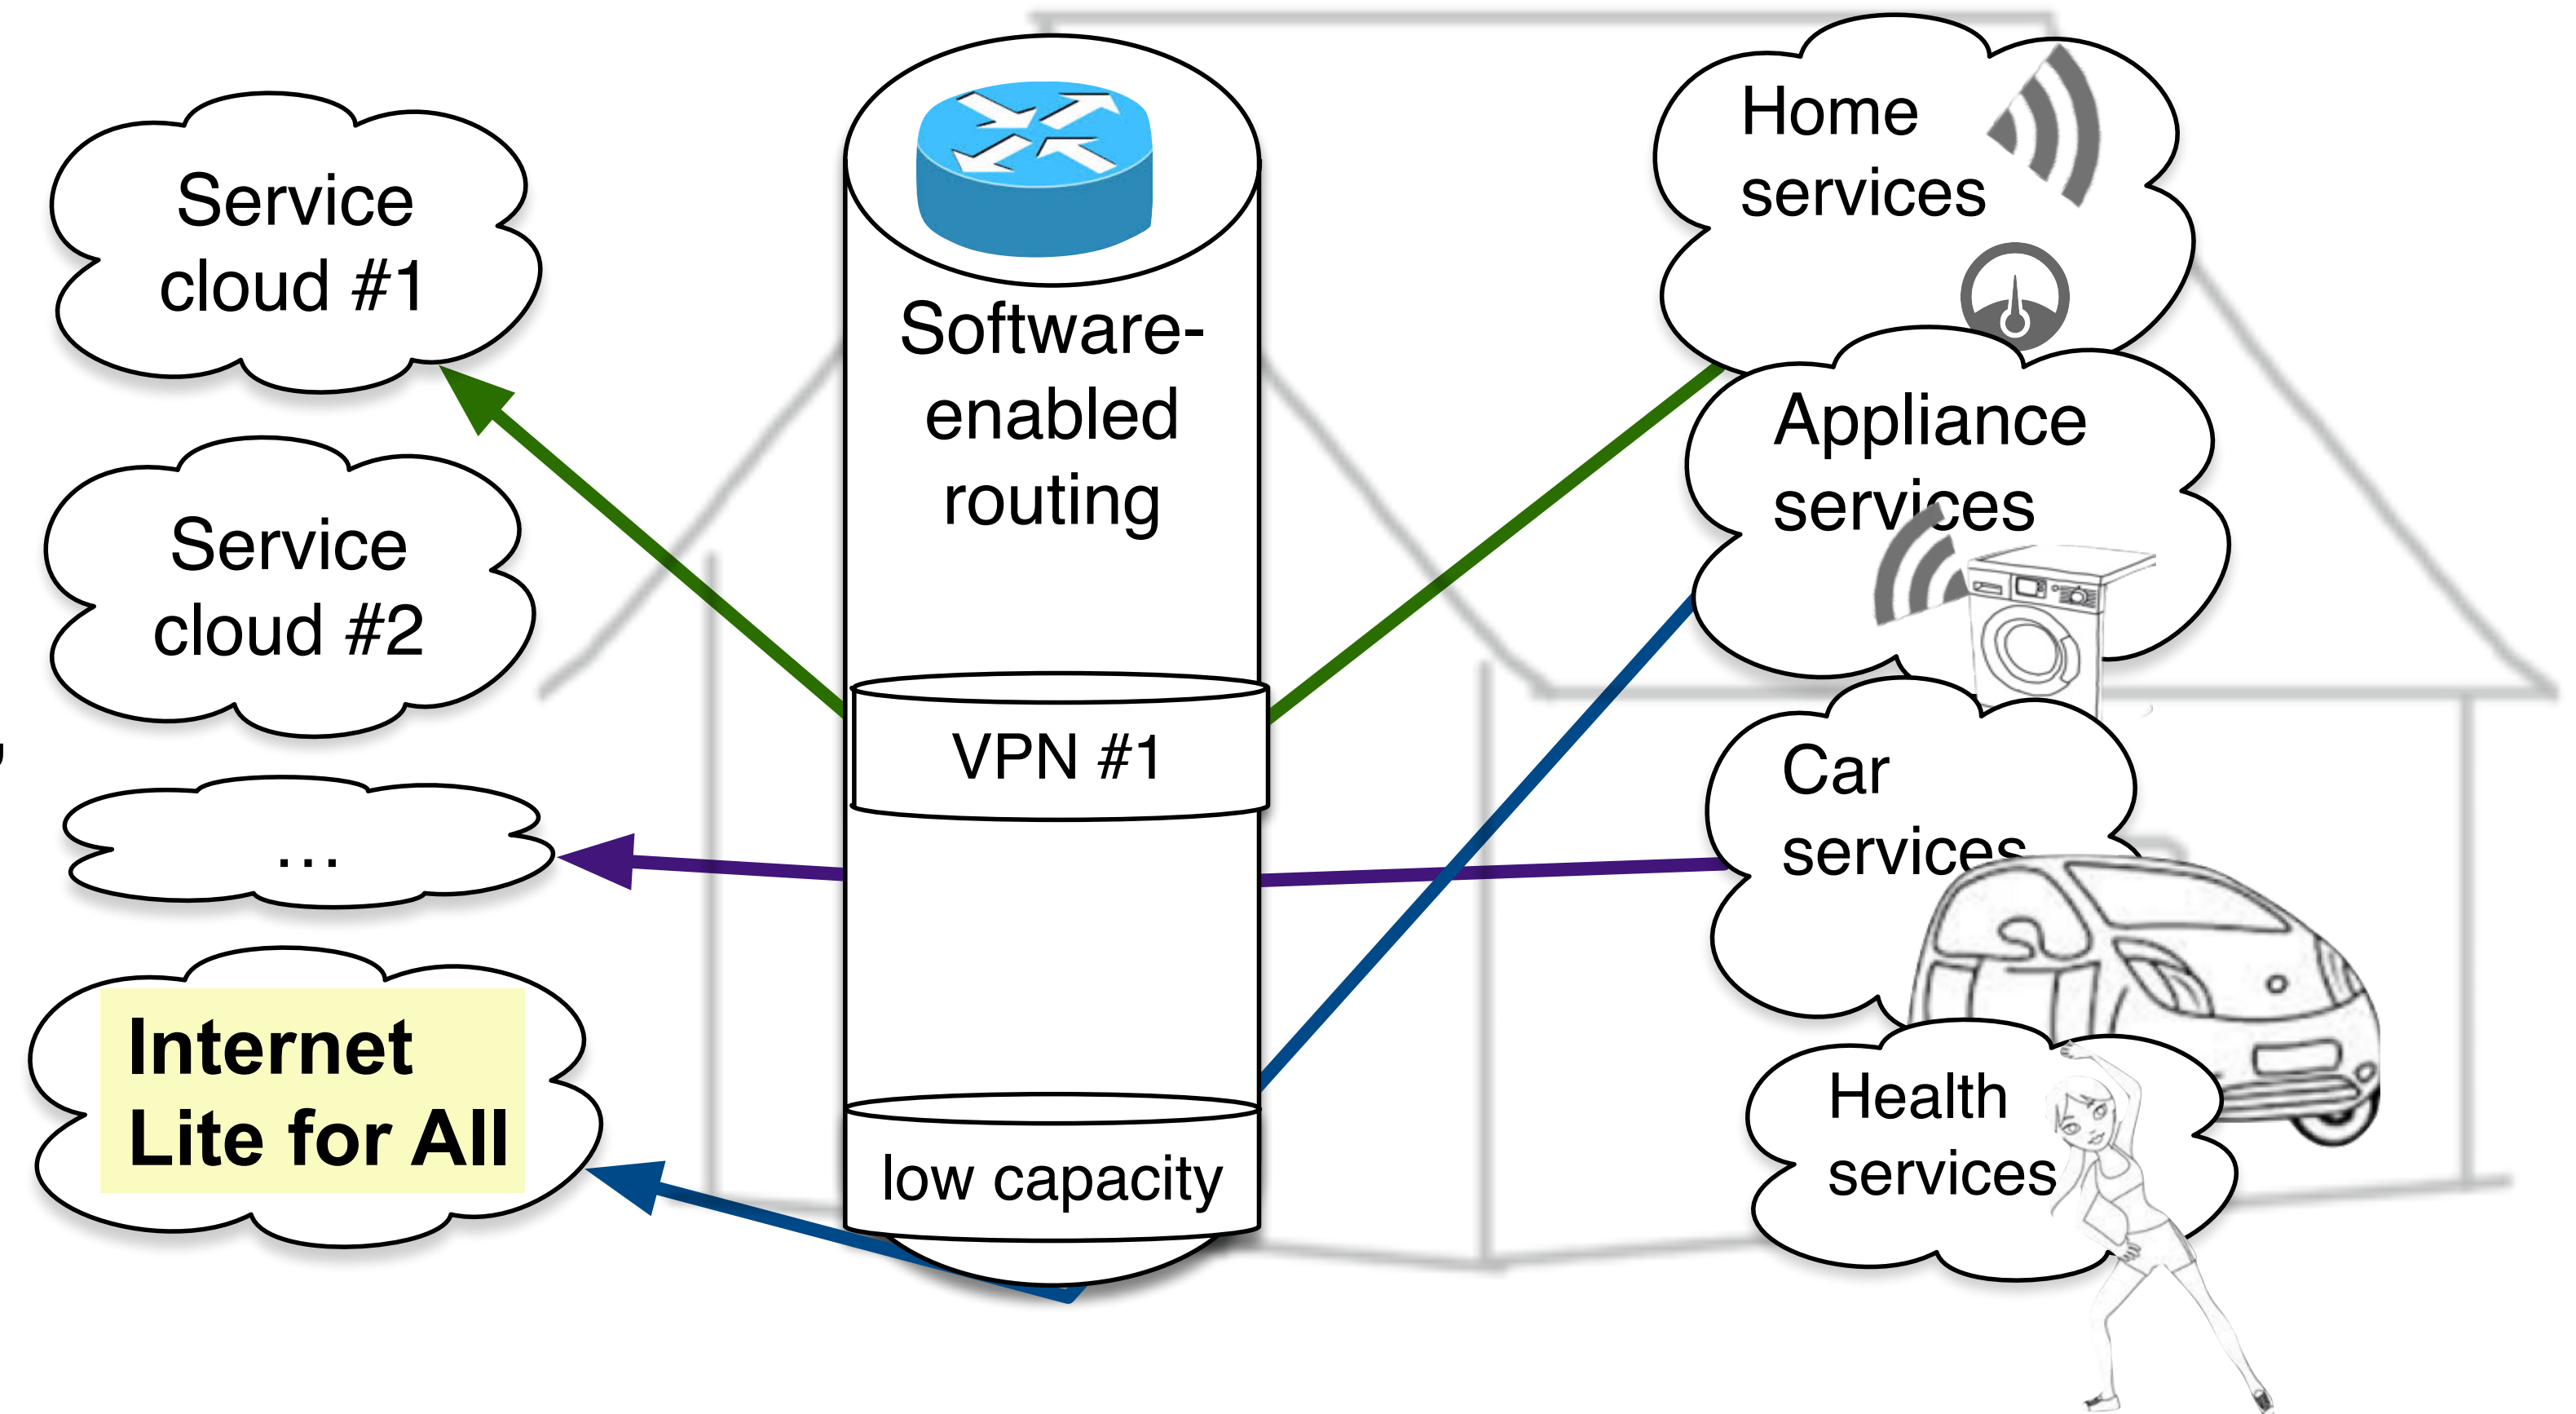 Service
cloud #1
Service
cloud #2
…
Internet
Lite for All
Software-
enabled
routing
VPN #1
low capacity
Home
services
Appliance
services
Car
services
Health
services